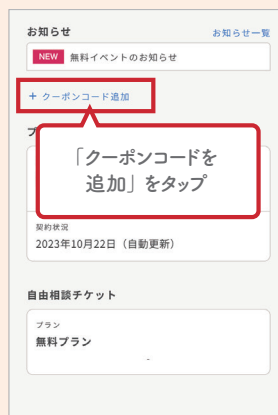 お知らせ お知らせ一覧
NEW 無料イベントのお知らせ
+ クーポンコード追加
プ
「クーポンコードを
追加」をタップ
契約状況
2023年10月22日（自動更新）
自由相談チケット
プラン
無料プラン
-